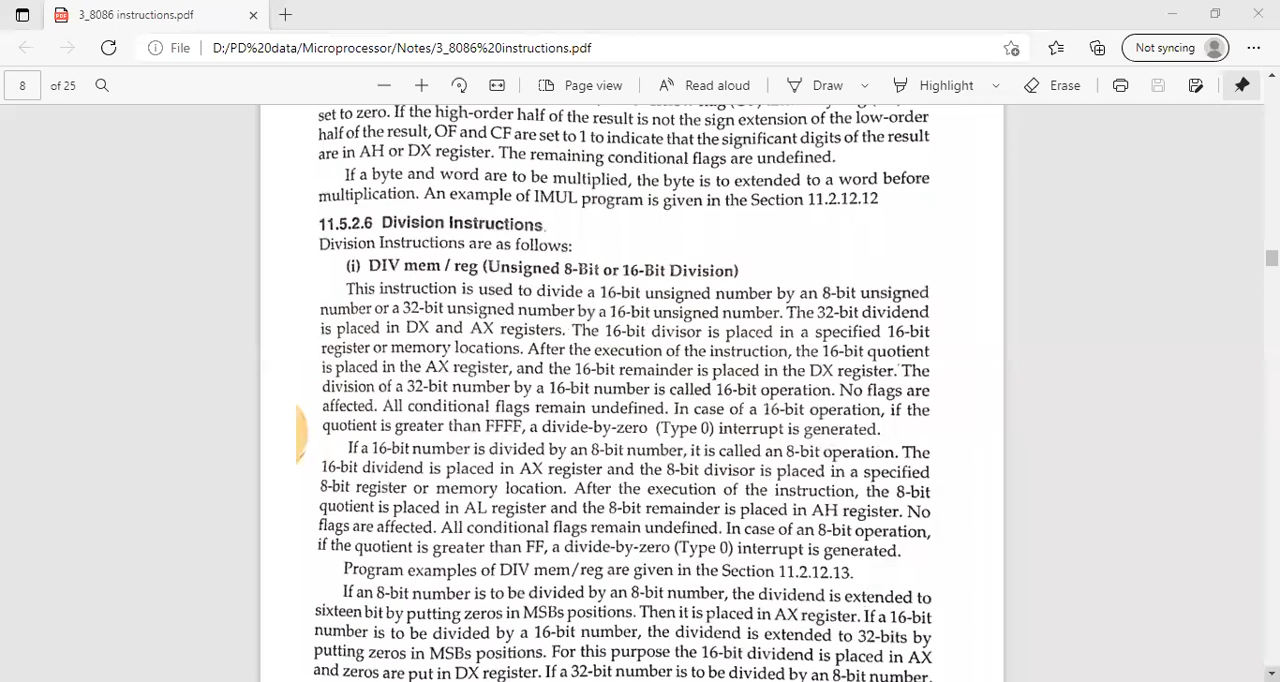 3_8086 instructions.pdf
File D:/PD%20data/Microprocessor/Notes/3_8086%20instructions.pdf Not syncing
8 of 25 Page view Read aloud Draw Highlight Erase
set to zero. If the high-order half of the result is not the sign extension of the low-order
half of the result, OF and CF are set to 1 to indicate that the significant digits of the result
are in AH or DX register. The remaining conditional flags are undefined.
If a byte and word are to be multiplied, the byte is to extended to a word before
multiplication. An example of IMUL program is given in the Section 11.2.12.12
11.5.2.6 Division Instructions.
Division Instructions are as follows:
(i) DIV mem / reg (Unsigned 8-Bit or 16-Bit Division)
This instruction is used to divide a 16-bit unsigned number by an 8-bit unsigned
number or a 32-bit unsigned number by a 16-bit unsigned number. The 32-bit dividend
is placed in DX and AX registers. The 16-bit divisor is placed in a specified 16-bit
register or memory locations. After the execution of the instruction, the 16-bit quotient
is placed in the AX register, and the 16-bit remainder is placed in the DX register. The
division of a 32-bit number by a 16-bit number is called 16-bit operation. No flags are
affected. All conditional flags remain undefined. In case of a 16-bit operation, if the
quotient is greater than FFFF, a divide-by-zero (Type 0) interrupt is generated.
If a 16-bit number is divided by an 8-bit number, it is called an 8-bit operation. The
16-bit dividend is placed in AX register and the 8-bit divisor is placed in a specified
8-bit register or memory location. After the execution of the instruction, the 8-bit
quotient is placed in AL register and the 8-bit remainder is placed in AH register. No
flags are affected. All conditional flags remain undefined. In case of an 8-bit operation,
if the quotient is greater than FF, a divide-by-zero (Type 0) interrupt is generated.
Program examples of DIV mem/reg are given in the Section 11.2.12.13.
If an 8-bit number is to be divided by an 8-bit number, the dividend is extended to
sixteen bit by putting zeros in MSBs positions. Then it is placed in AX register. If a 16-bit
number is to be divided by a 16-bit number, the dividend is extended to 32-bits by
putting zeros in MSBs positions. For this purpose the 16-bit dividend is placed in AX
and zeros are put in DX register. If a 32-bit number is to be divided by an 8-bit number,